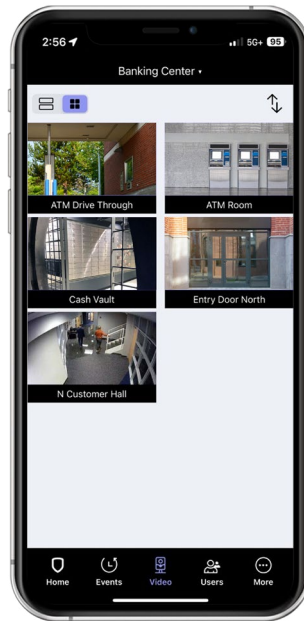 2:56 5G+ 95
Banking Center
ATM Drive Through
ATM Room
Cash Vault
Entry Door North
N Customer Hall
Home Events Video Users More